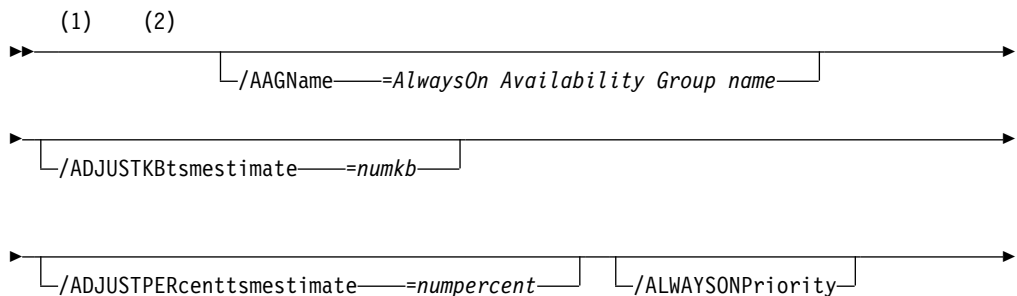 (1) (2)
/AAGName =AlwaysOn Availability Group name
/ADJUSTKBtsmestimate =numkb
/ADJUSTPERcenttsmestimate =numpercent /ALWAYSONPriority